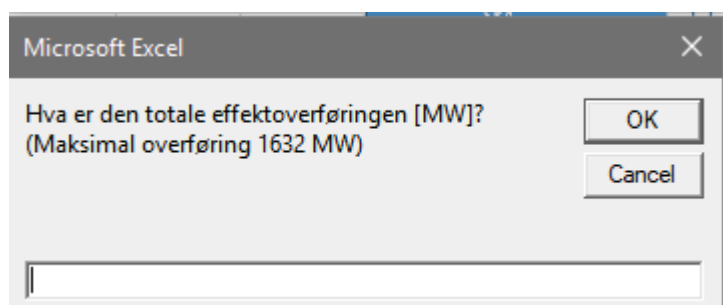 Microsoft Excel
Hva er den totale effektoverføringen [MW]?
(Maksimal overføring 1632 MW)
OK
Cancel